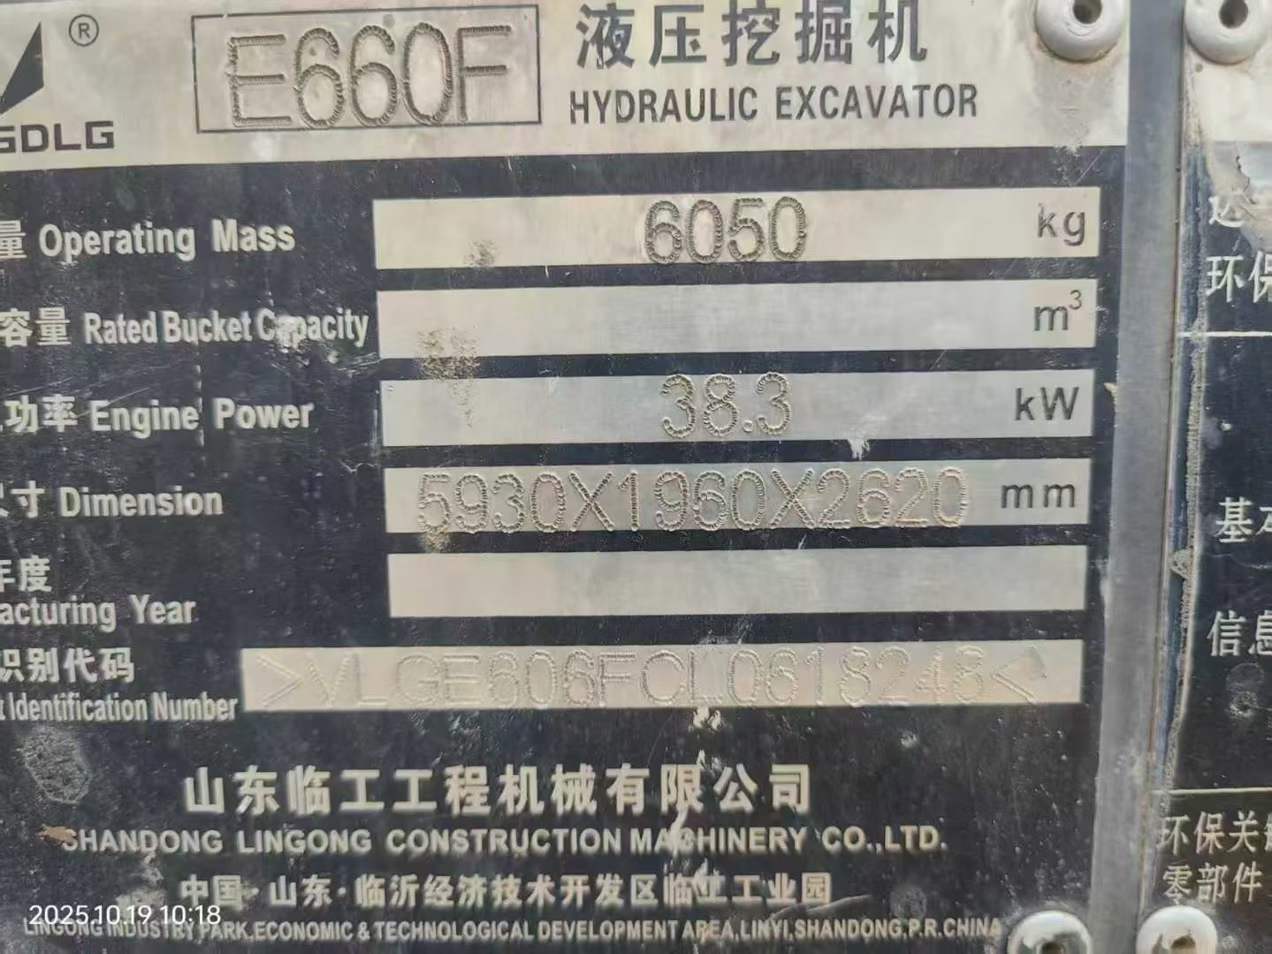 ®
SDLG
E660F
液压挖掘机
HYDRAULIC EXCAVATOR
量 Operating Mass 6050 kg
容量 Rated Bucket Capacity m³
功率 Engine Power 38.3 kW
尺寸 Dimension 5930X1960X2620 mm
年度
acturing Year
识别代码
t Identification Number
山东临工工程机械有限公司
SHANDONG LINGONG CONSTRUCTION MACHINERY CO.,LTD.
中国·山东·临沂经济技术开发区临工工业园
LINGONG INDUSTRY PARK,ECONOMIC & TECHNOLOGICAL DEVELOPMENT AREA,LINYI,SHANDONG,P.R.CHINA
2025.10.19 10:18
环保
基本
信息
环保关
零部件